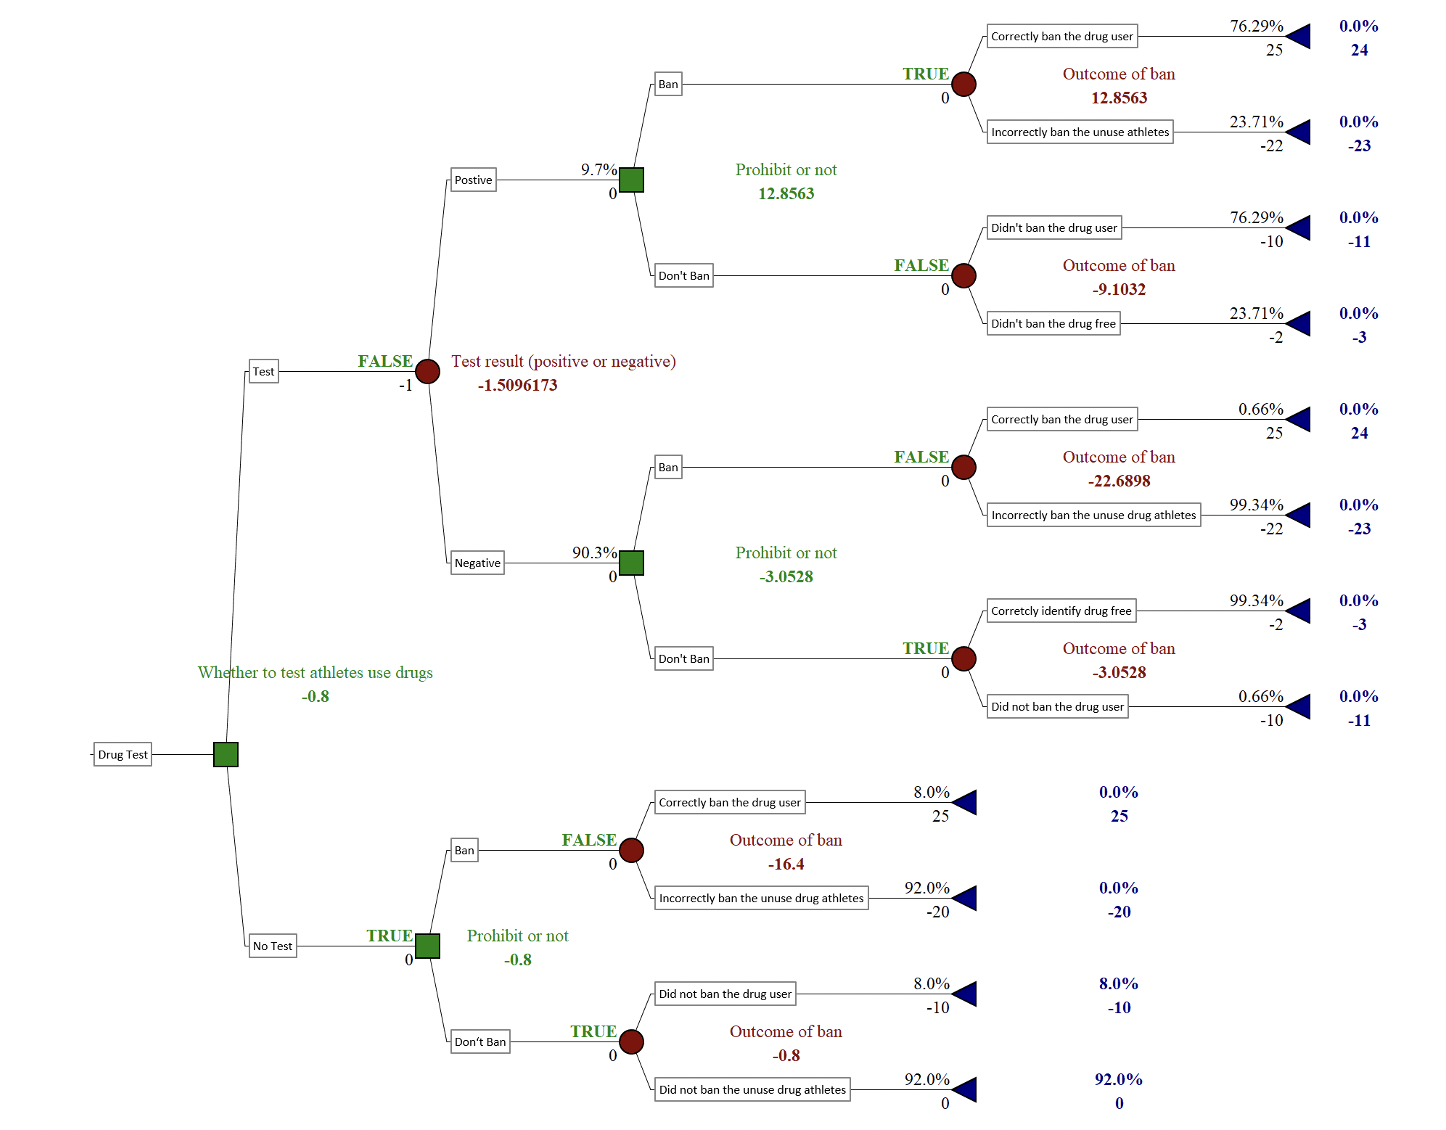 Correctly ban the drug user
76.29%
25
0.0%
24
TRUE
0
Outcome of ban
12.8563
Ban
Incorrectly ban the unuse athletes
23.71%
-22
0.0%
-23
Postive
9.7%
0
Prohibit or not
12.8563
Didn't ban the drug user
76.29%
-10
0.0%
-11
Don't Ban
FALSE
0
Outcome of ban
-9.1032
Didn't ban the drug free
23.71%
-2
0.0%
-3
Test
FALSE
-1
Test result (positive or negative)
-1.5096173
Correctly ban the drug user
0.66%
25
0.0%
24
Ban
FALSE
0
Outcome of ban
-22.6898
Incorrectly ban the unuse drug athletes
99.34%
-22
0.0%
-23
Negative
90.3%
0
Prohibit or not
-3.0528
Corretcly identify drug free
99.34%
-2
0.0%
-3
Don't Ban
TRUE
0
Outcome of ban
-3.0528
Did not ban the drug user
0.66%
-10
0.0%
-11
Whether to test athletes use drugs
-0.8
Drug Test
Correctly ban the drug user
8.0%
25
0.0%
25
Ban
FALSE
0
Outcome of ban
-16.4
Incorrectly ban the unuse drug athletes
92.0%
-20
0.0%
-20
No Test
TRUE
0
Prohibit or not
-0.8
Did not ban the drug user
8.0%
-10
8.0%
-10
Don't Ban
TRUE
0
Outcome of ban
-0.8
Did not ban the unuse drug athletes
92.0%
0
92.0%
0